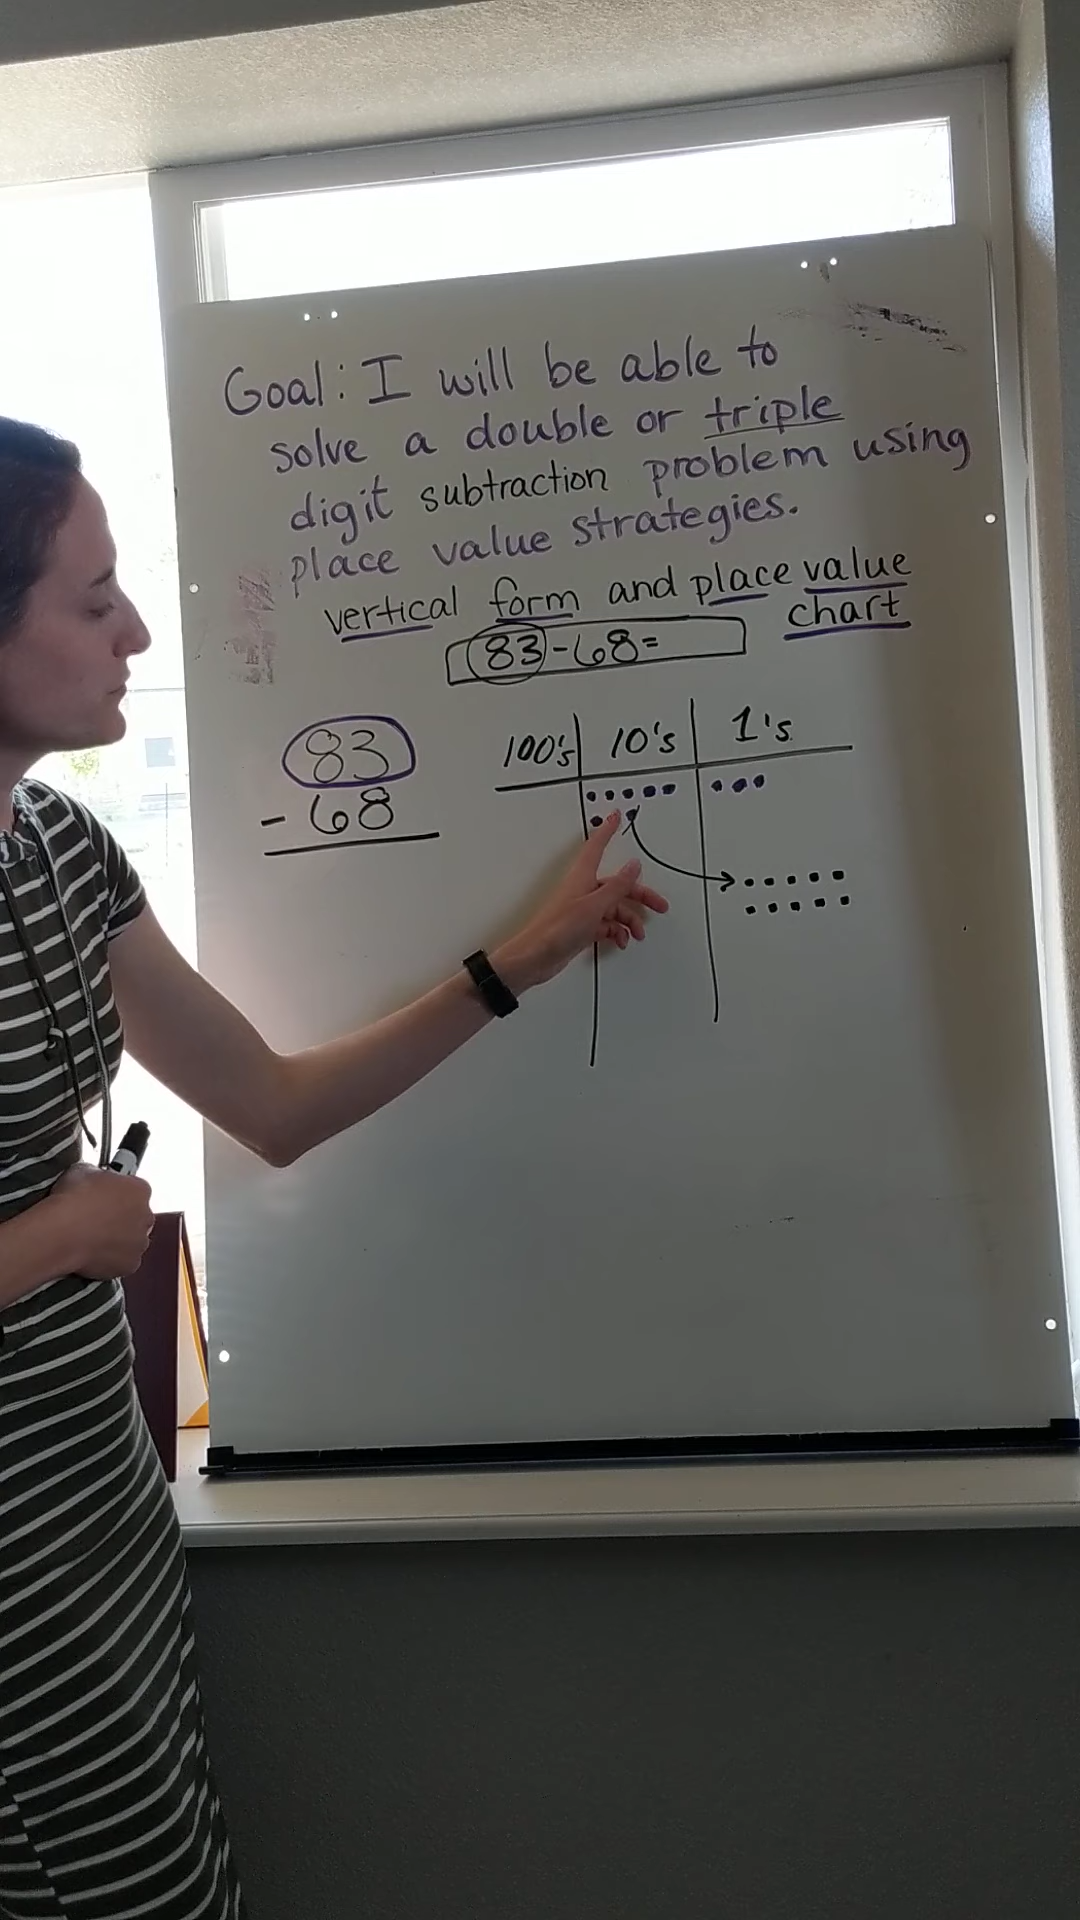 Goal: I will be able to
solve a double or triple
digit subtraction problem using
place value strategies.
vertical form and place value
chart
83-68=
83
- 68
100's 10's 1's